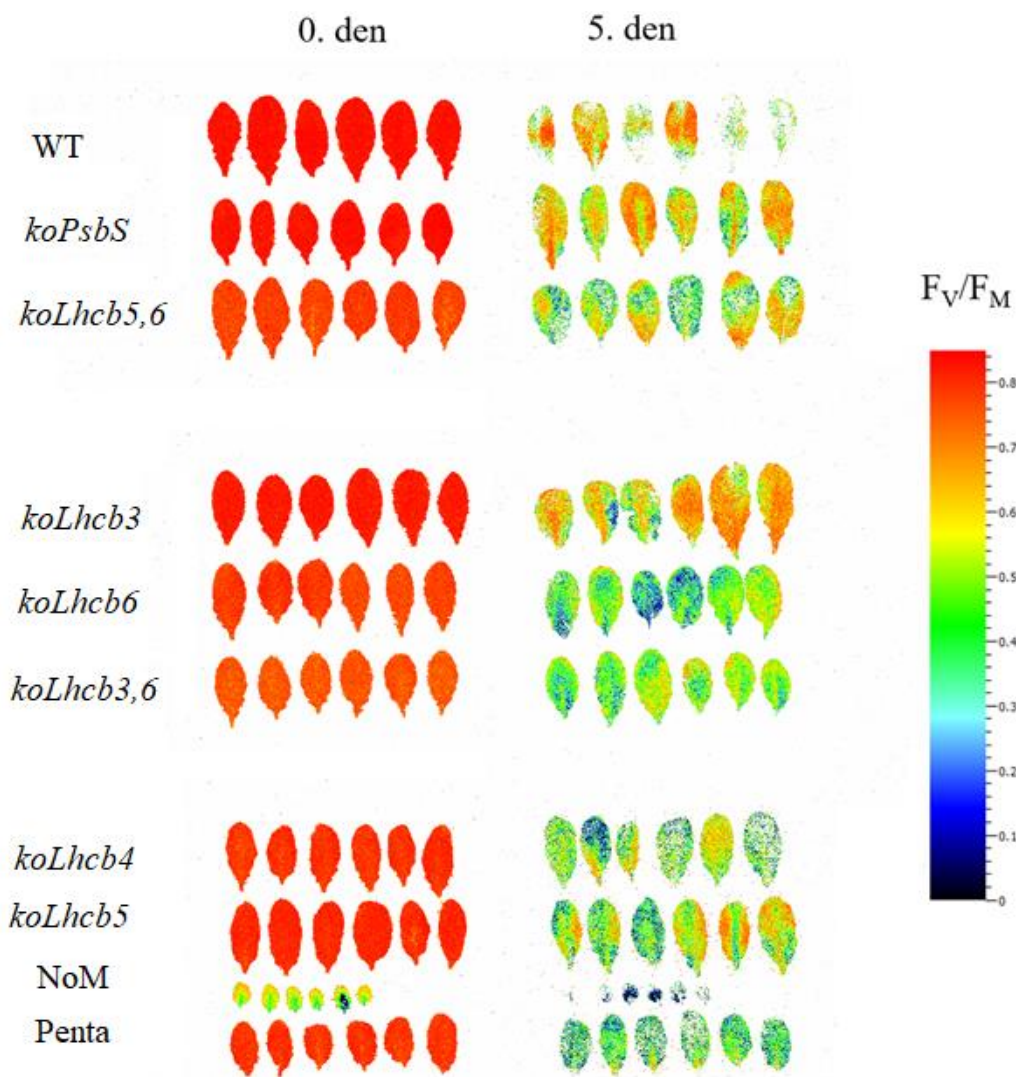 0. den 5. den
WT
koPsbS
koLhcb5,6
koLhcb3
koLhcb6
koLhcb3,6
koLhcb4
koLhcb5
NoM
Penta
FV/FM
0.8
0.7
0.6
0.5
0.4
0.3
0.2
0.1
0